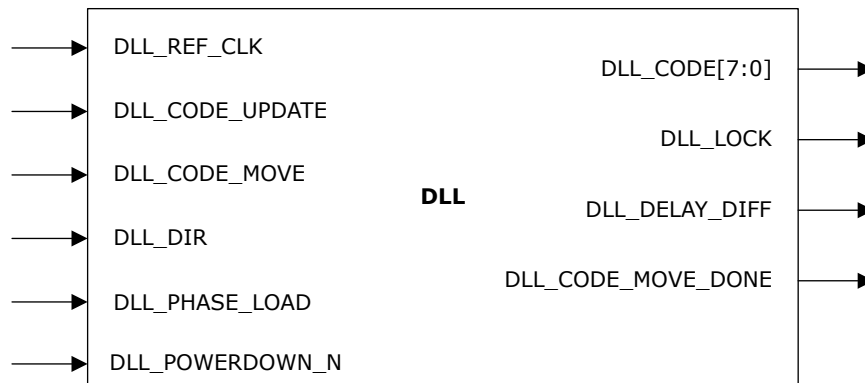 DLL_REF_CLK
DLL_CODE_UPDATE
DLL_CODE_MOVE
DLL_DIR
DLL_PHASE_LOAD
DLL_POWERDOWN_N
DLL
DLL_CODE[7:0]
DLL_LOCK
DLL_DELAY_DIFF
DLL_CODE_MOVE_DONE